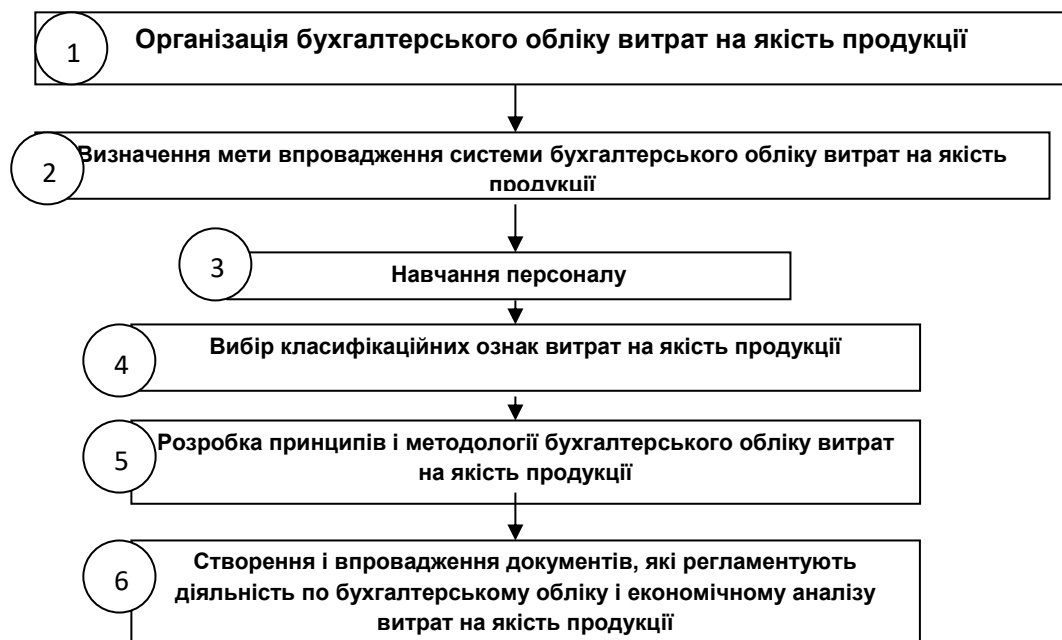 1
Організація бухгалтерського обліку витрат на якість продукції
2
Визначення мети впровадження системи бухгалтерського обліку витрат на якість
продукції
3
Навчання персоналу
4
Вибір класифікаційних ознак витрат на якість продукції
5
Розробка принципів і методології бухгалтерського обліку витрат
на якість продукції
6
Створення і впровадження документів, які регламентують
діяльність по бухгалтерському обліку і економічному аналізу
витрат на якість продукції